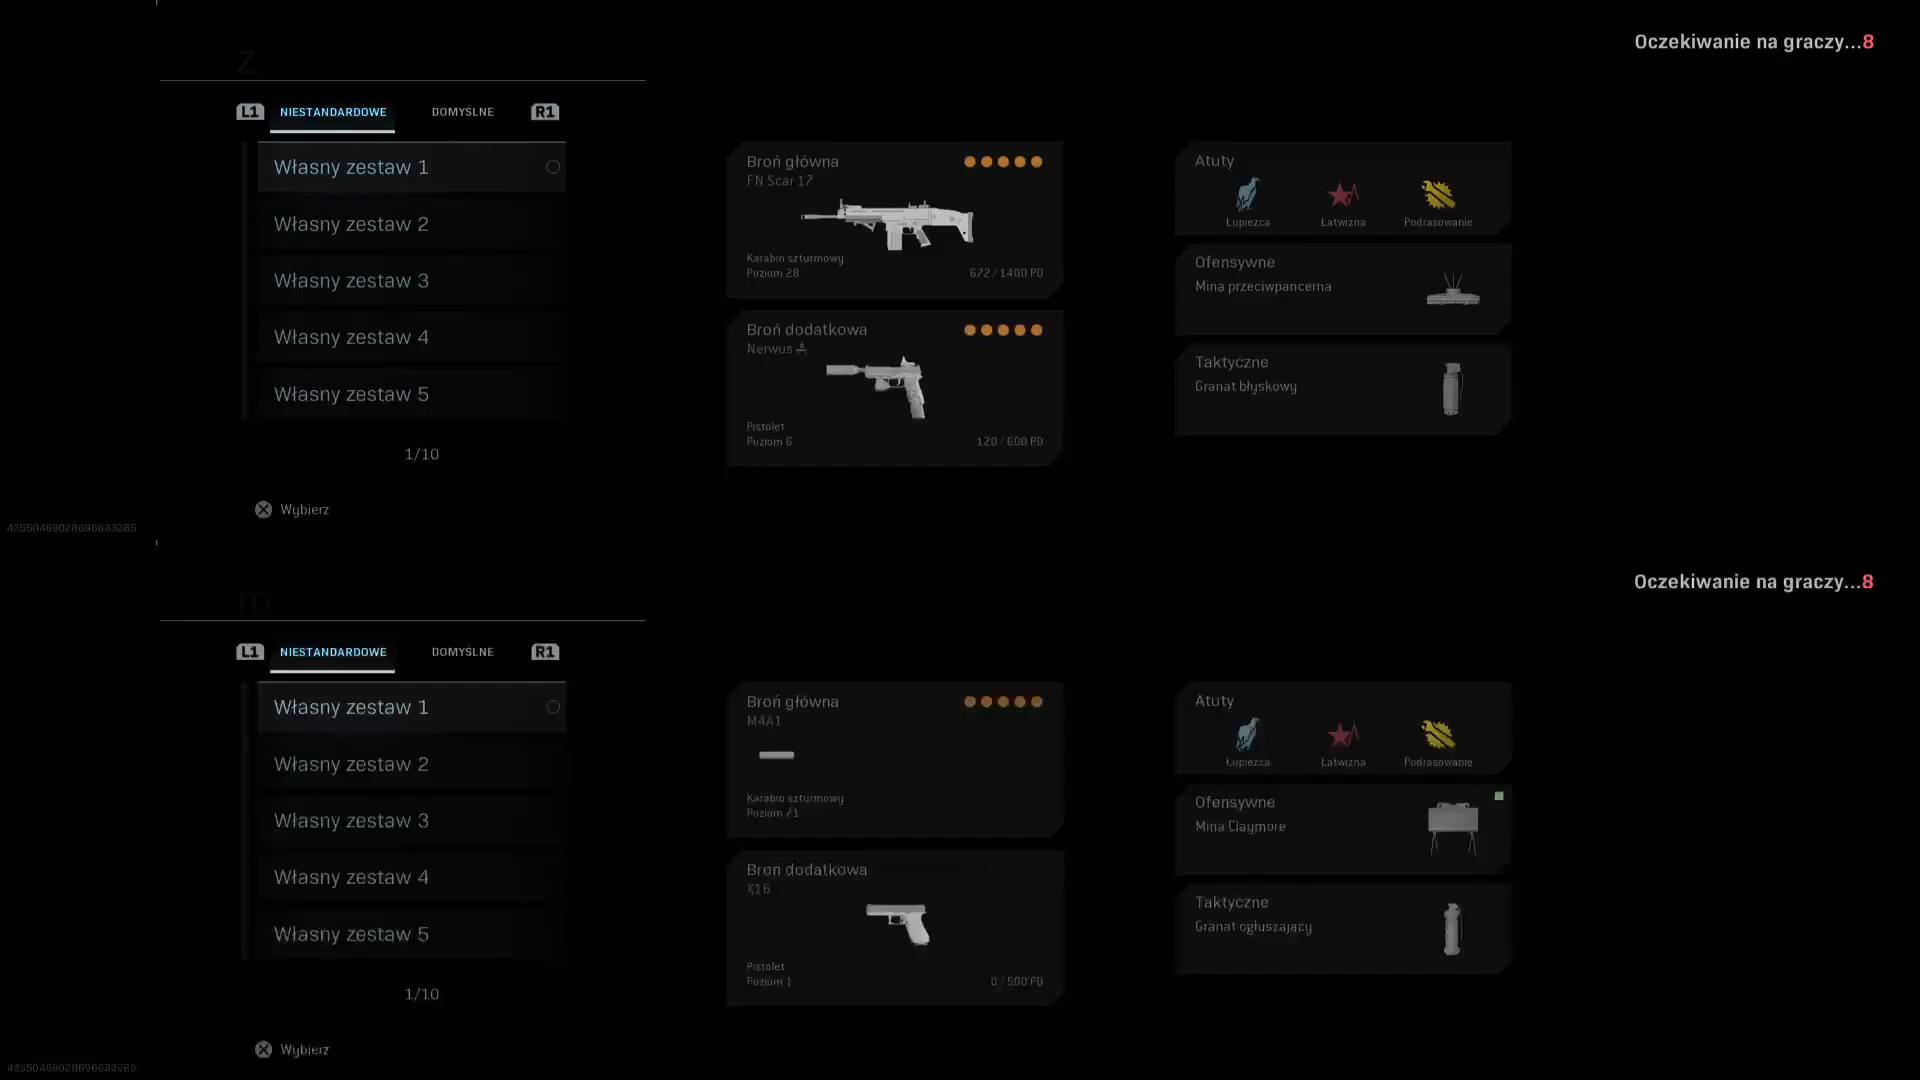 Z
Oczekiwanie na graczy...8
L1 NIESTANDARDOWE DOMYŚLNE R1
Własny zestaw 1
Własny zestaw 2
Własny zestaw 3
Własny zestaw 4
Własny zestaw 5
1/10
Wybierz
Broń główna
FN Scar 17
Karabin szturmowy
Poziom 28
672 / 1400 PD
Broń dodatkowa
Nerwus A
Pistolet
Poziom 6
120 / 600 PD
Atuty
Łupieżca Łatwizna Podrasowanie
Ofensywne
Mina przeciwpancerna
Taktyczne
Granat błyskowy
42550469028696633285
m
Oczekiwanie na graczy...8
L1 NIESTANDARDOWE DOMYŚLNE R1
Własny zestaw 1
Własny zestaw 2
Własny zestaw 3
Własny zestaw 4
Własny zestaw 5
1/10
Wybierz
Broń główna
M4A1
Karabin szturmowy
Poziom 71
Broń dodatkowa
X16
Pistolet
Poziom 1
0 / 500 PD
Atuty
Łupieżca Łatwizna Podrasowanie
Ofensywne
Mina Claymore
Taktyczne
Granat ogłuszający